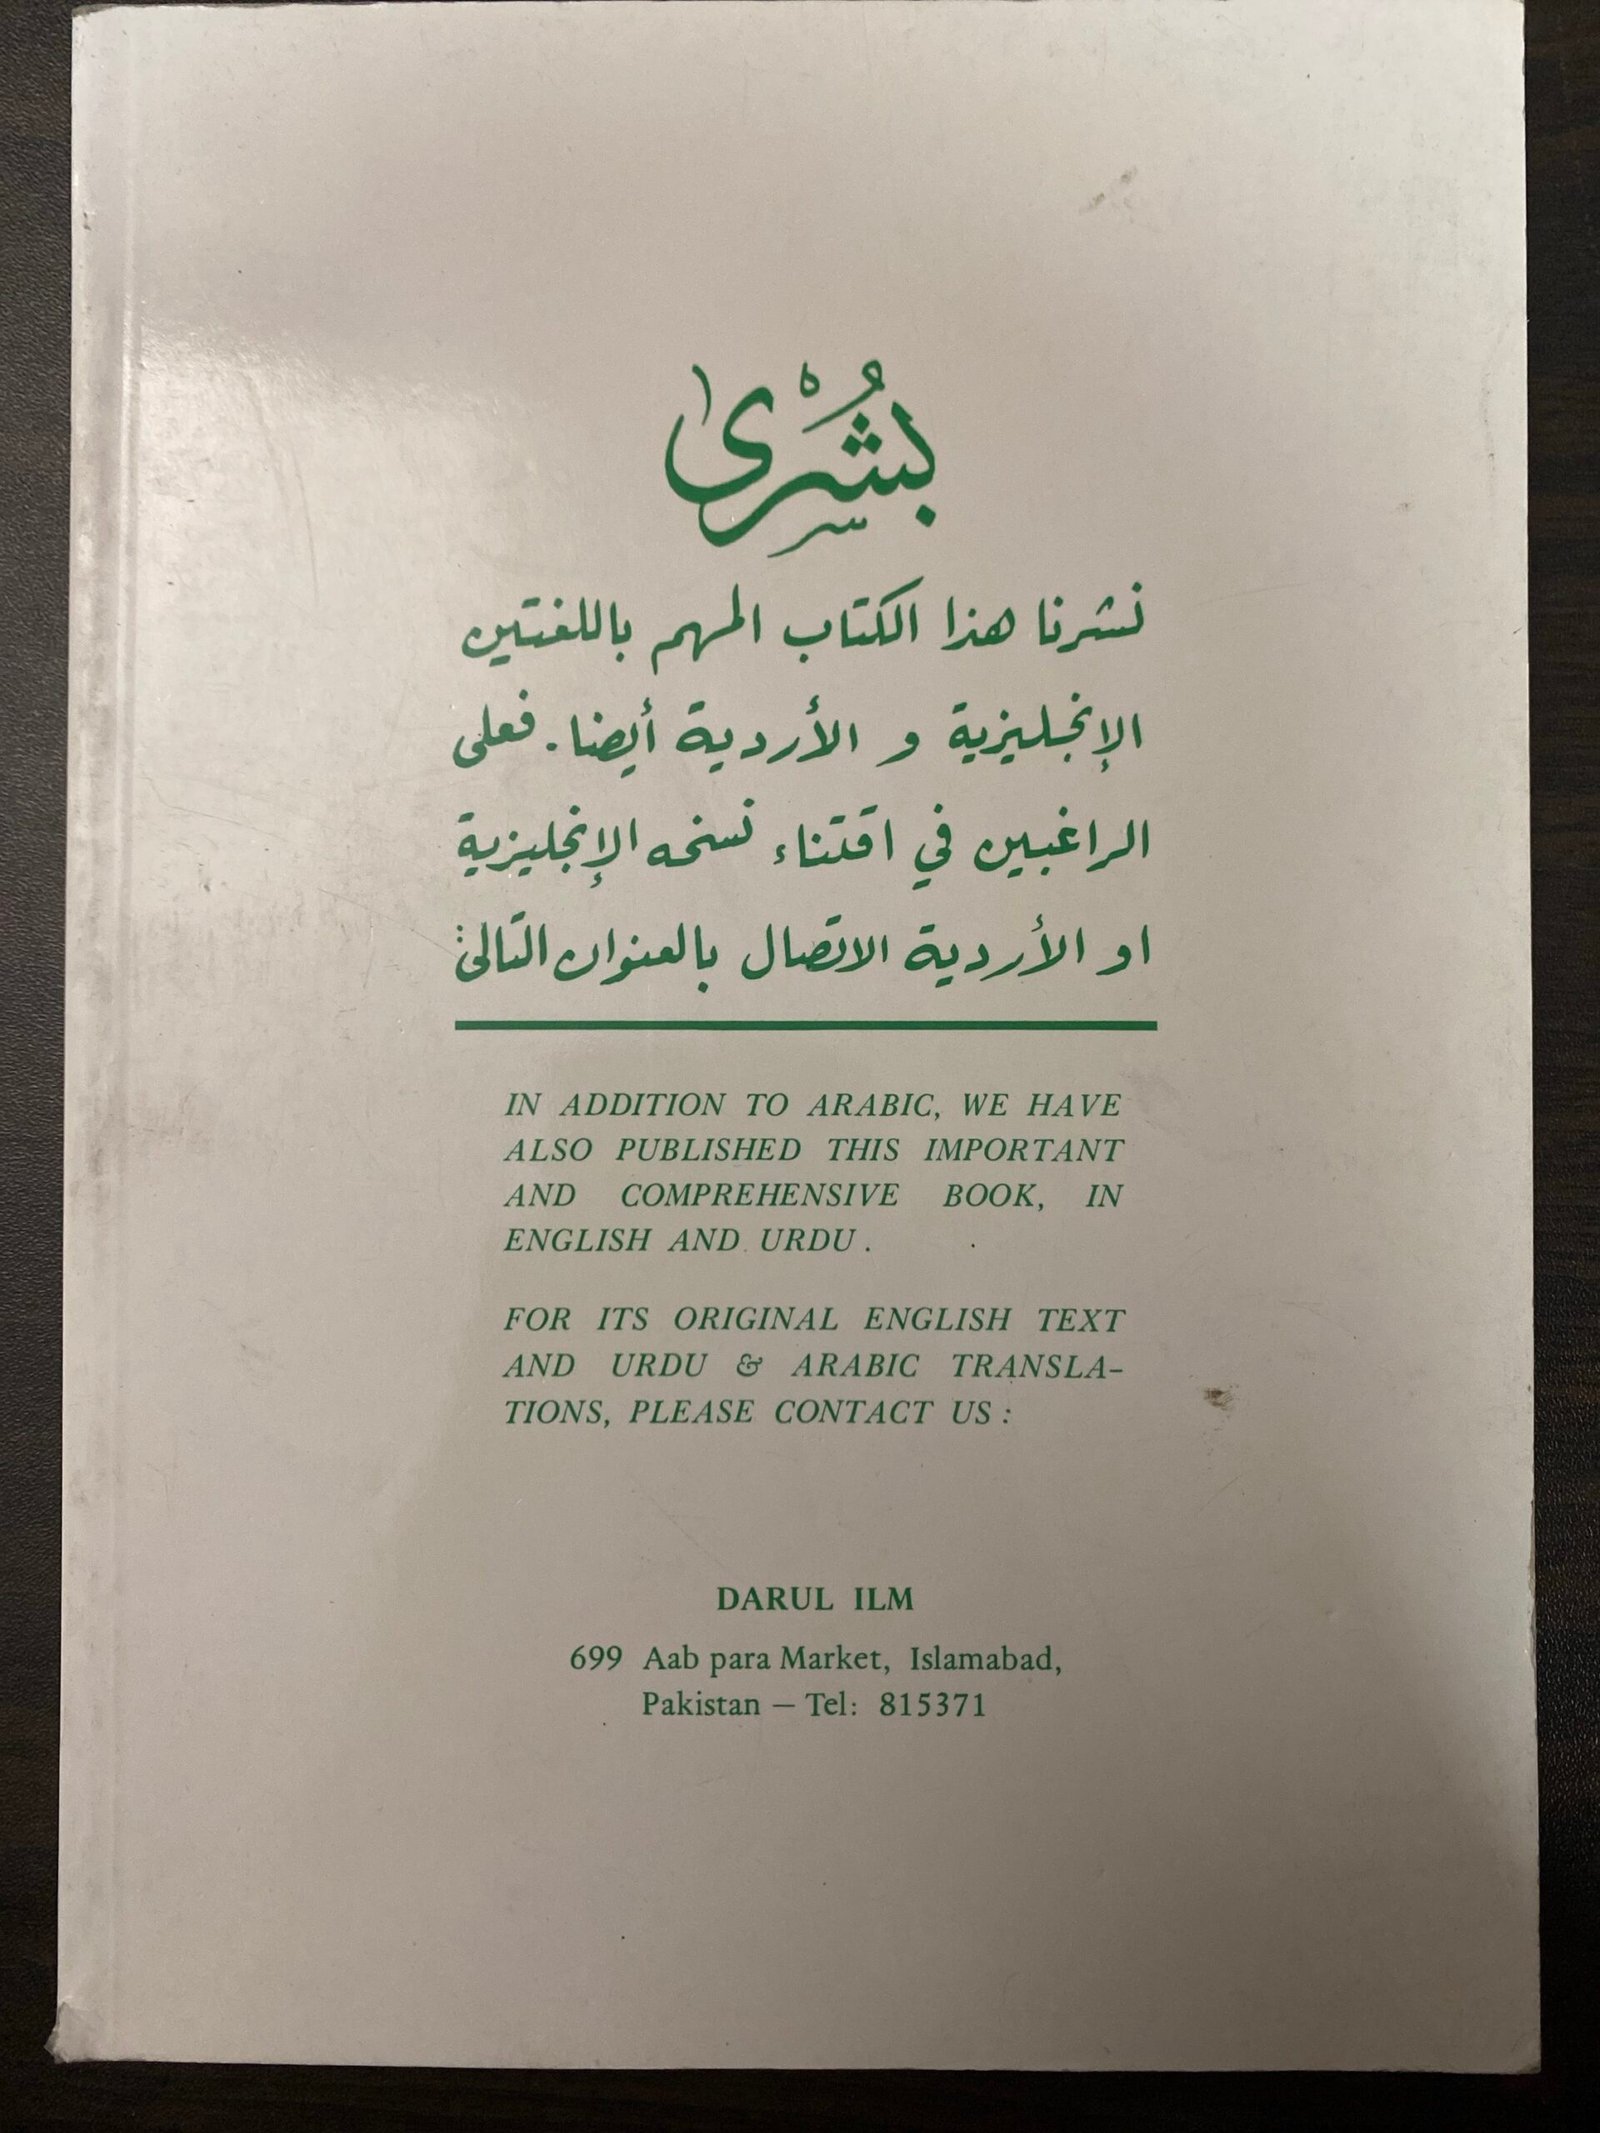 بُشْرىٰ
نشرنا هذا الكتاب المهم باللغتين
الإنجليزية و الأردية أيضا. فعلى
الراغبين في اقتناء نسخه الإنجليزية
او الأردية الاتصال بالعنوان التالى:
IN ADDITION TO ARABIC, WE HAVE
ALSO PUBLISHED THIS IMPORTANT
AND COMPREHENSIVE BOOK, IN
ENGLISH AND URDU .
FOR ITS ORIGINAL ENGLISH TEXT
AND URDU & ARABIC TRANSLA-
TIONS, PLEASE CONTACT US :
DARUL ILM
699 Aab para Market, Islamabad,
Pakistan — Tel: 815371